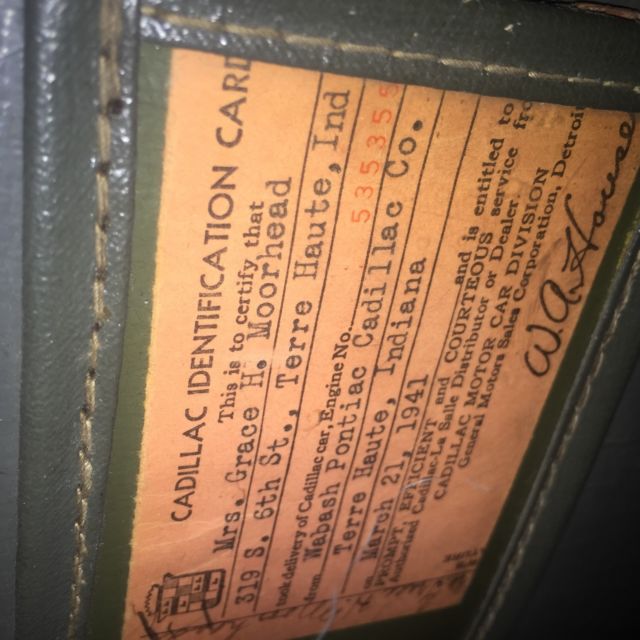 CADILLAC IDENTIFICATION CARD
This is to certify that
Mrs. Grace H. Moorhead
319 S. 6th St., Terre Haute, Ind
took delivery of Cadillac car, Engine No. 535355
from Wabash Pontiac Cadillac Co.
Terre Haute, Indiana
on March 21, 1941 and is entitled to
PROMPT, EFFICIENT and COURTEOUS service from
Authorized Cadillac-La Salle Distributor or Dealer.
CADILLAC MOTOR CAR DIVISION
General Motors Sales Corporation, Detroit
W A House